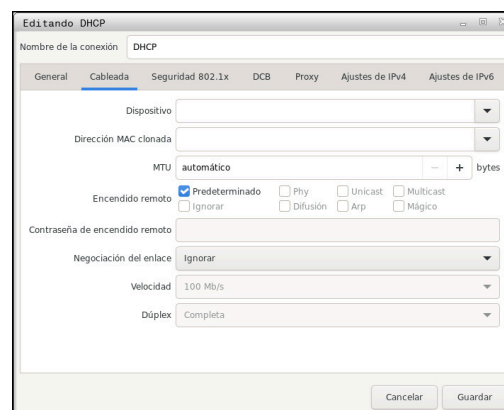 Editando DHCP
Nombre de la conexión DHCP
General Cableada Seguridad 802.1x DCB Proxy Ajustes de IPv4 Ajustes de IPv6
Dispositivo
Dirección MAC clonada
MTU automático − + bytes
Encendido remoto Predeterminado Phy Unicast Multicast
Ignorar Difusión Arp Mágico
Contraseña de encendido remoto
Negociación del enlace Ignorar
Velocidad 100 Mb/s
Dúplex Completa
Cancelar Guardar